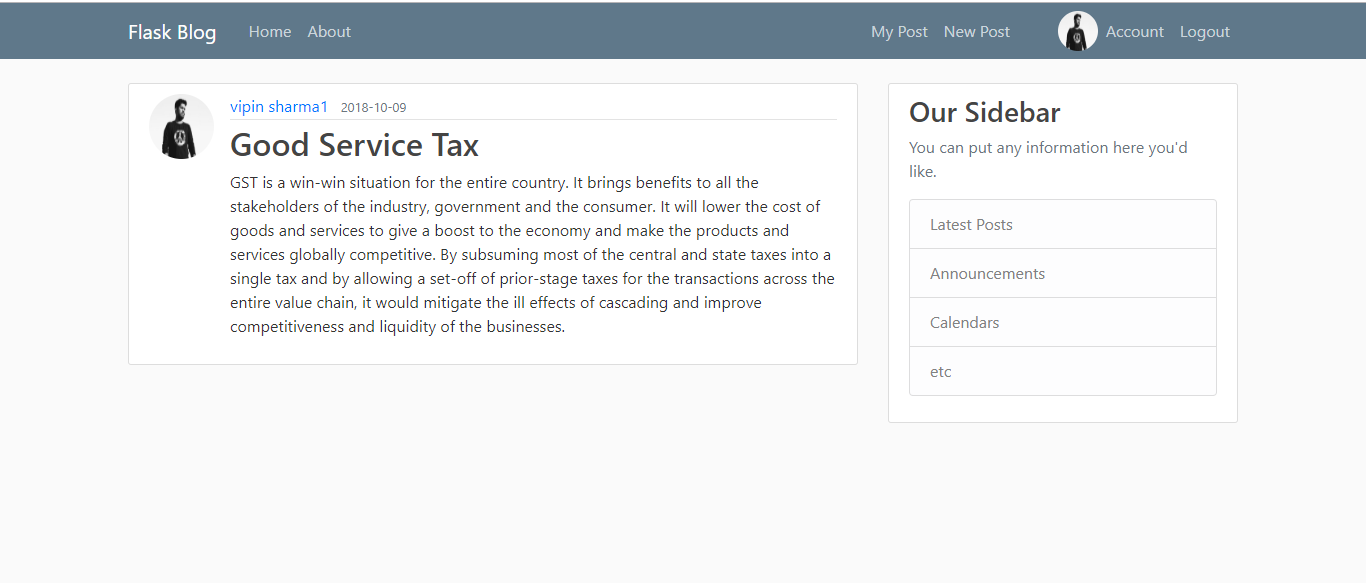 Flask Blog Home About My Post New Post Account Logout
vipin sharma1 2018-10-09
Good Service Tax
GST is a win-win situation for the entire country. It brings benefits to all the
stakeholders of the industry, government and the consumer. It will lower the cost of
goods and services to give a boost to the economy and make the products and
services globally competitive. By subsuming most of the central and state taxes into a
single tax and by allowing a set-off of prior-stage taxes for the transactions across the
entire value chain, it would mitigate the ill effects of cascading and improve
competitiveness and liquidity of the businesses.
Our Sidebar
You can put any information here you'd
like.
Latest Posts
Announcements
Calendars
etc